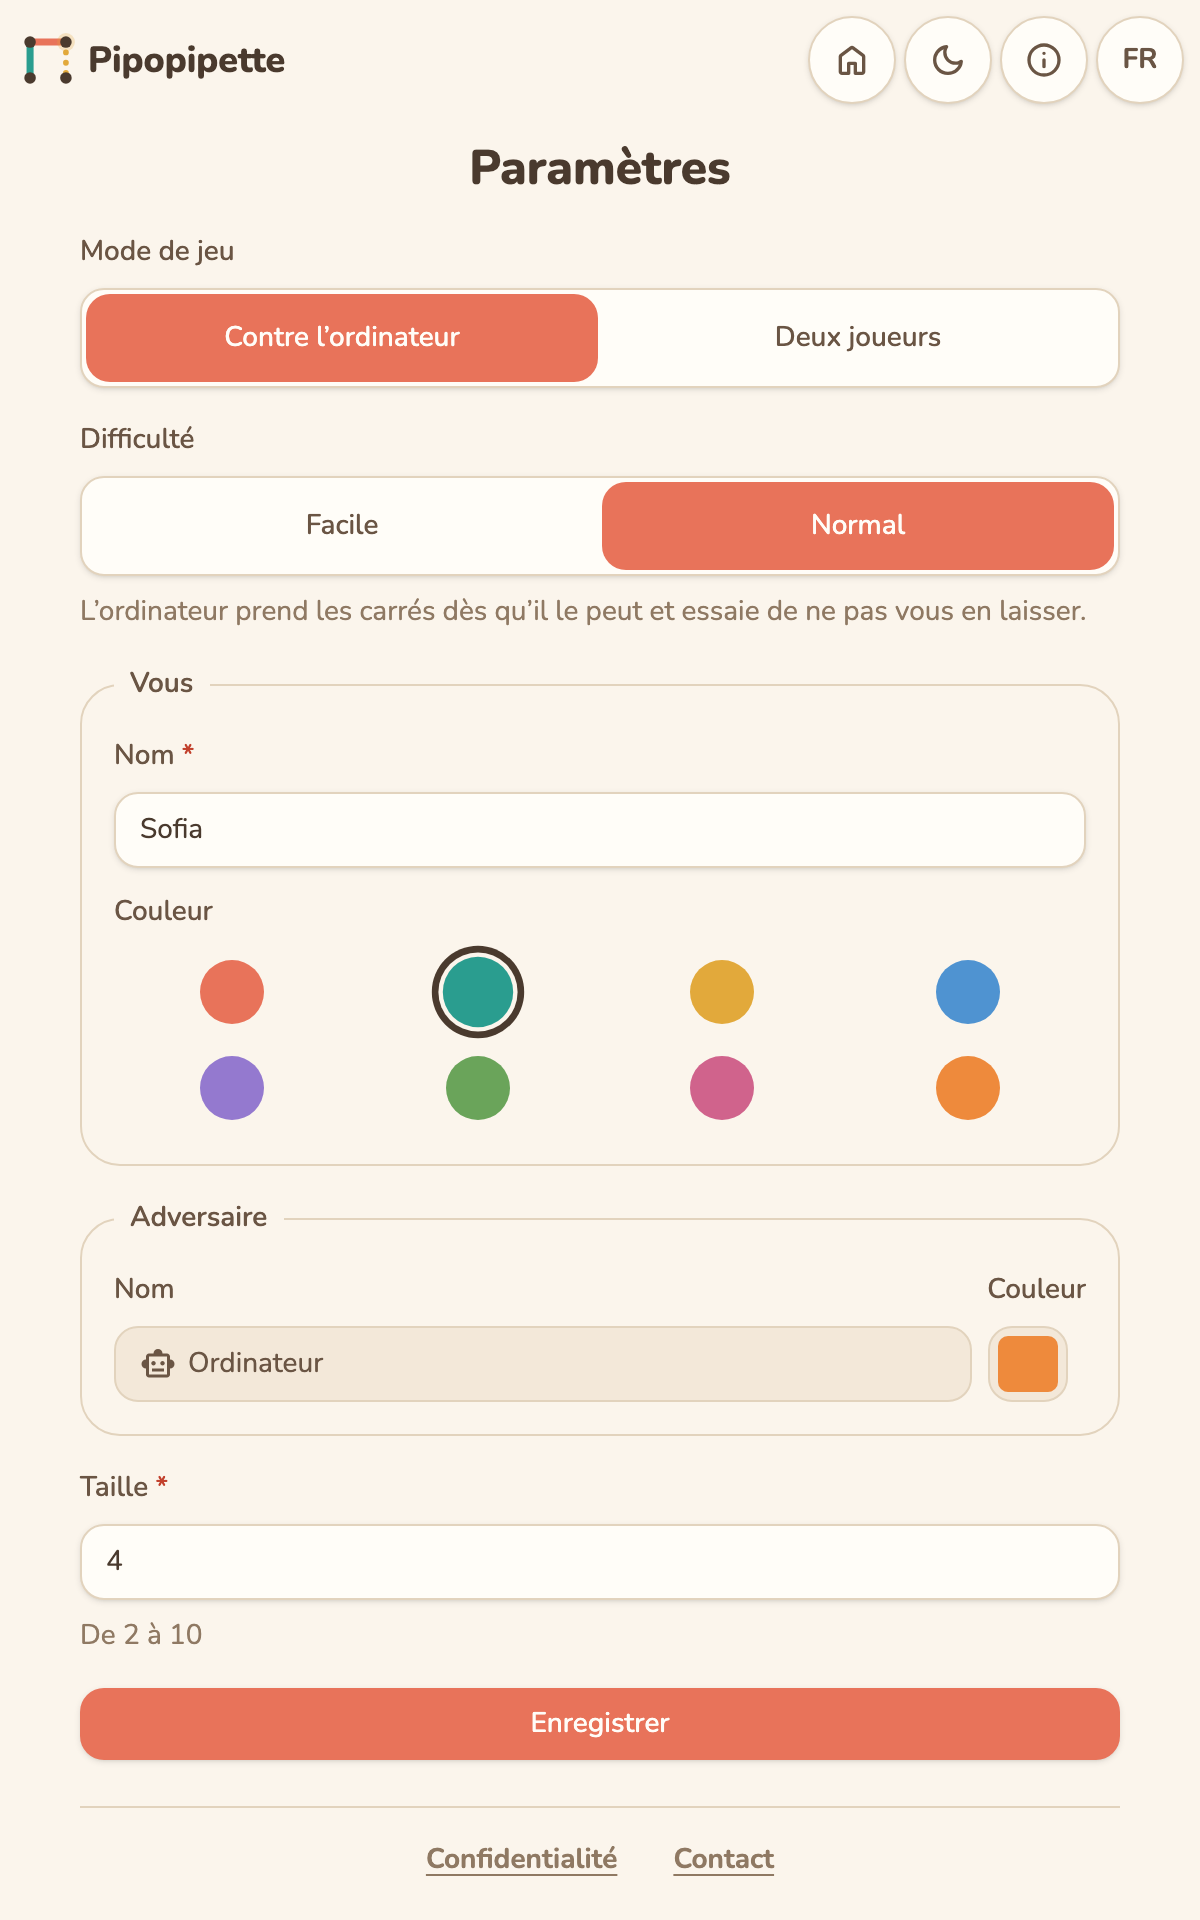 Pipopipette
FR
Paramètres
Mode de jeu
Contre l’ordinateur
Deux joueurs
Difficulté
Facile
Normal
L’ordinateur prend les carrés dès qu’il le peut et essaie de ne pas vous en laisser.
Vous
Nom *
Sofia
Couleur
Adversaire
Nom
Couleur
Ordinateur
Taille *
4
De 2 à 10
Enregistrer
Confidentialité
Contact